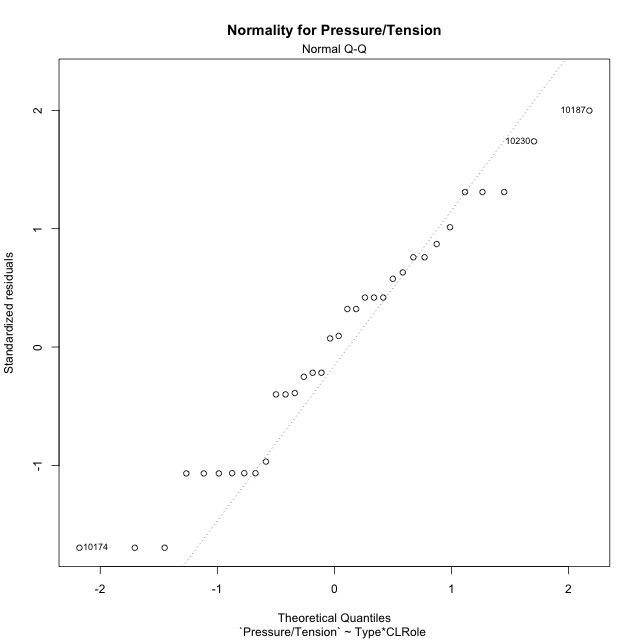 Normality for Pressure/Tension
Normal Q-Q
2
1
0
-1
Standardized residuals
10187
10230
10174
-2 -1 0 1 2
Theoretical Quantiles
`Pressure/Tension` ~ Type*CLRole